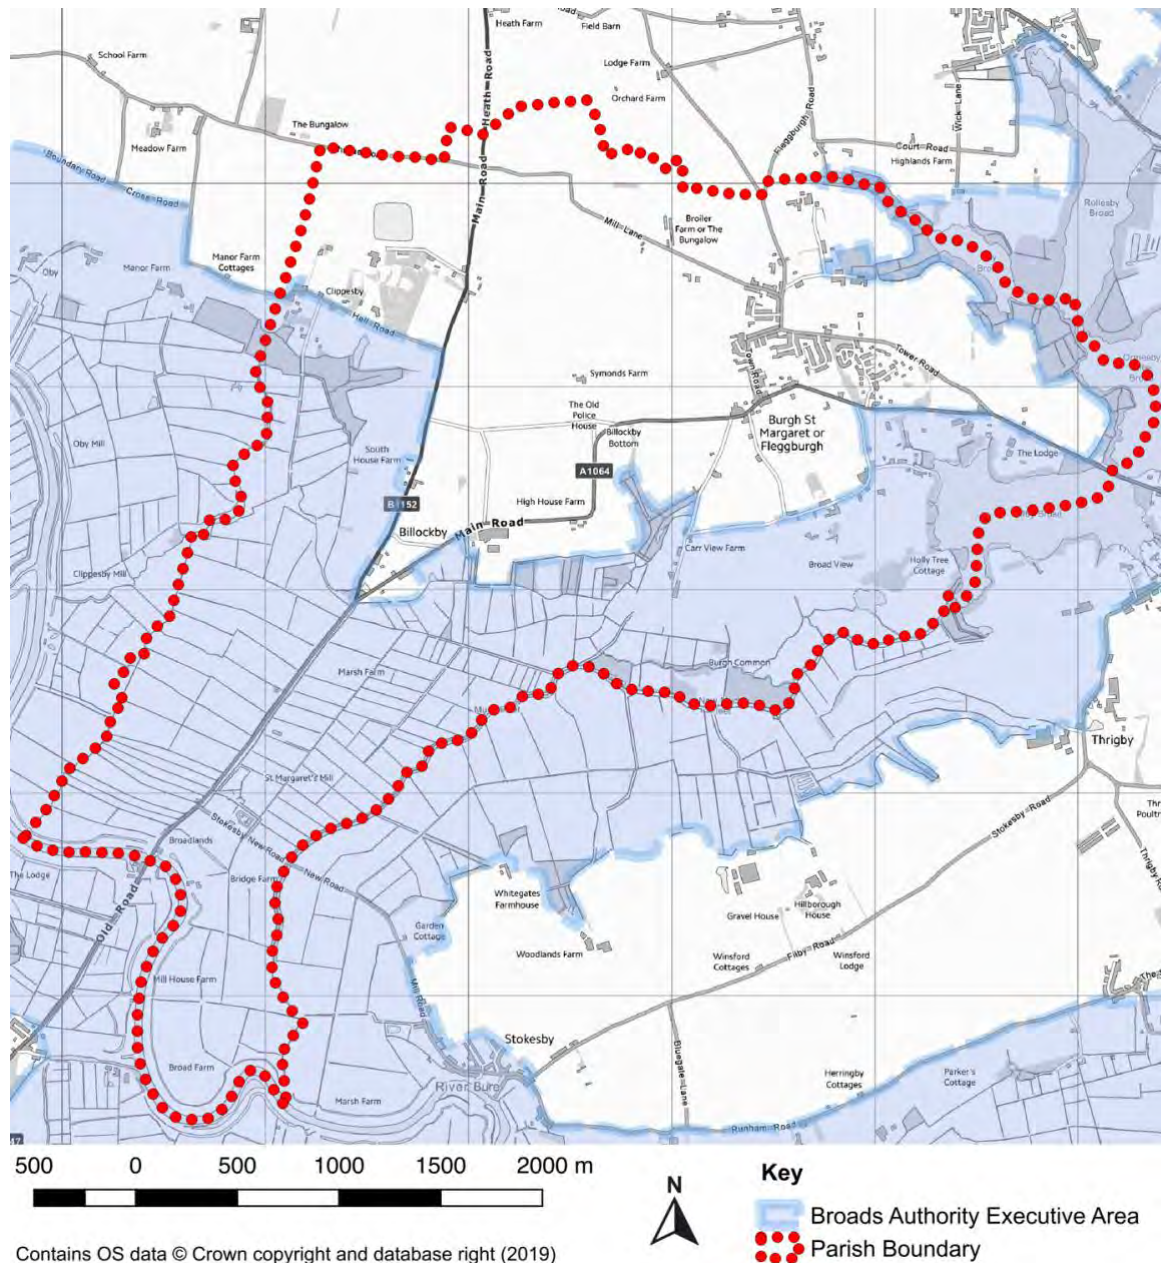 Heath Farm
Field Barn
School Farm
Lodge Farm
Orchard Farm
Heath=Road
Fleggburgh=Road
Wick=Lane
The Bungalow
Meadow Farm
Court=Road
Highlands Farm
Boundary Road
Cross=Road
Main=Road
Rollesby
Broad
Mill=Lane
Broiler
Farm or The
Bungalow
Oby
Manor Farm
Manor Farm
Cottages
Clippesby
Hall=Road
Tower=Road
Town Road
Symonds Farm
The Old
Police
House
Billockby
Bottom
Burgh St
Margaret or
Fleggburgh
Oby Mill
South
House Farm
The Lodge
A1064
B1152
High House Farm
Billockby
Main=Road
Carr View Farm
Broad View
Holly Tree
Cottage
Clippesby Mill
Marsh Farm
Burgh Common
Thrigby
St Margaret's Mill
Stokesby=Road
Stokesby New Road
Broadlands
The Lodge
Bridge Farm
New=Road
Thrigby Ro
Old=Road
Whitegates
Farmhouse
Gravel House
Hillborough
House
Garden
Cottage
Woodlands Farm
Winsford
Cottages
Filby=Road
Winsford
Lodge
Mill House Farm
Mill Road
Stokesby
Bluegate=Lane
Broad Farm
River Bure
Marsh Farm
Herringby
Cottages
Parker's
Cottage
Runham=Road
500 0 500 1000 1500 2000 m
N
Key
Broads Authority Executive Area
Parish Boundary
Contains OS data © Crown copyright and database right (2019)